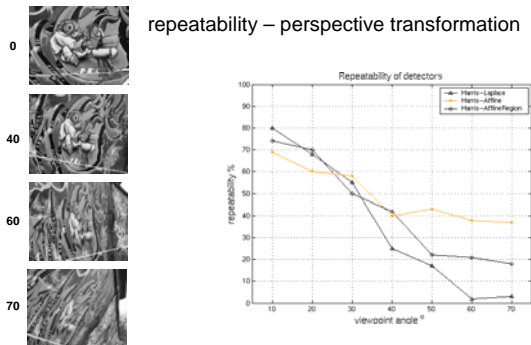 repeatability – perspective transformation
0
40
60
70
Repeatability of detectors
Harris-Laplace
Harris-Affine
Harris-AffineRegion
repeatability %
100
90
80
70
60
50
40
30
20
10
0
10 20 30 40 50 60 70
viewpoint angle °